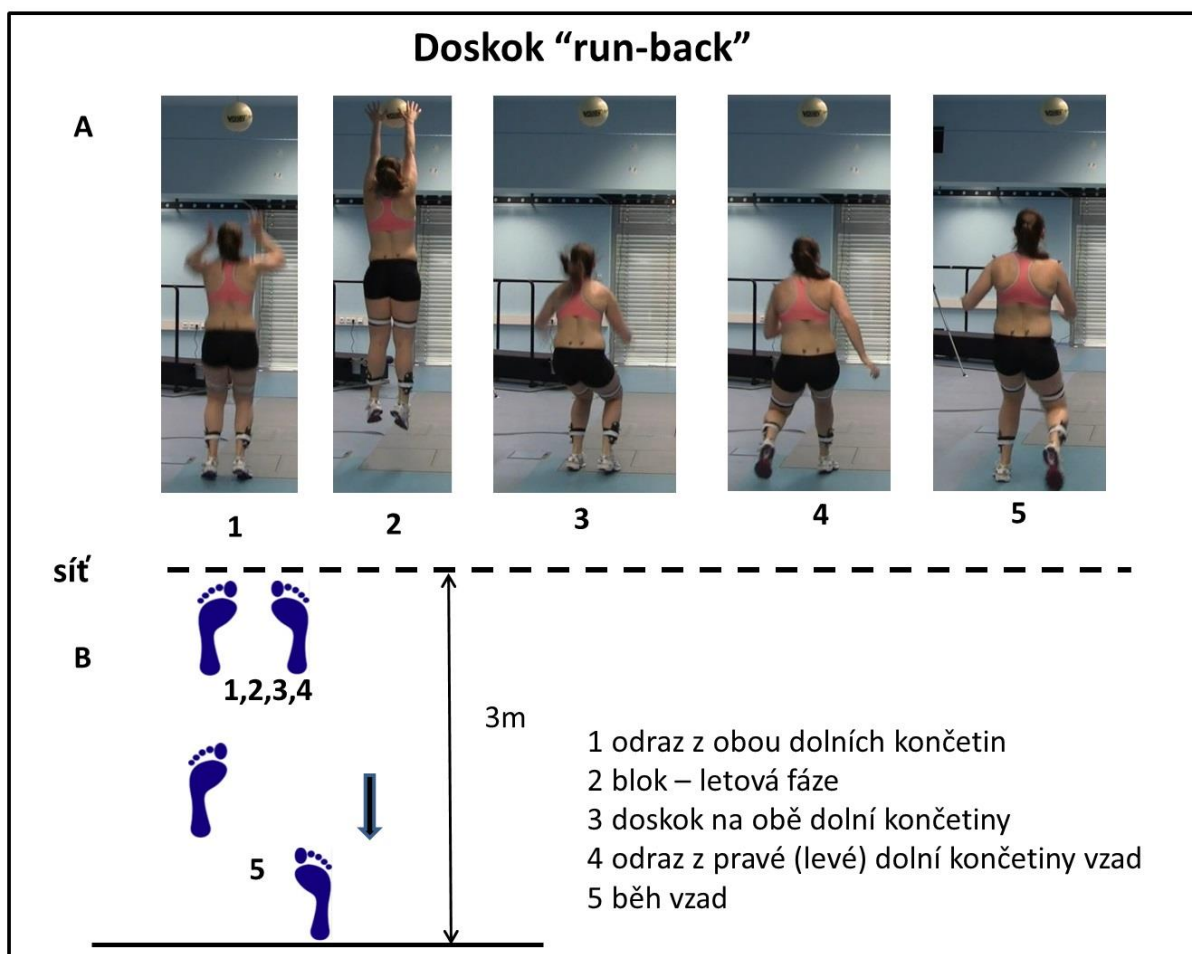 Doskok “run-back”
A
1
2
3
4
5
síť
B
1,2,3,4
3m
5
1 odraz z obou dolních končetin
2 blok – letová fáze
3 doskok na obě dolní končetiny
4 odraz z pravé (levé) dolní končetiny vzad
5 běh vzad